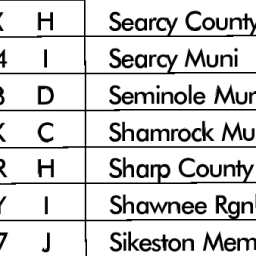 H Searcy County
4 I Searcy Muni
D Seminole Mun
C Shamrock Mu
R H Sharp County
Y I Shawnee Rgnl
7 J Sikeston Mem